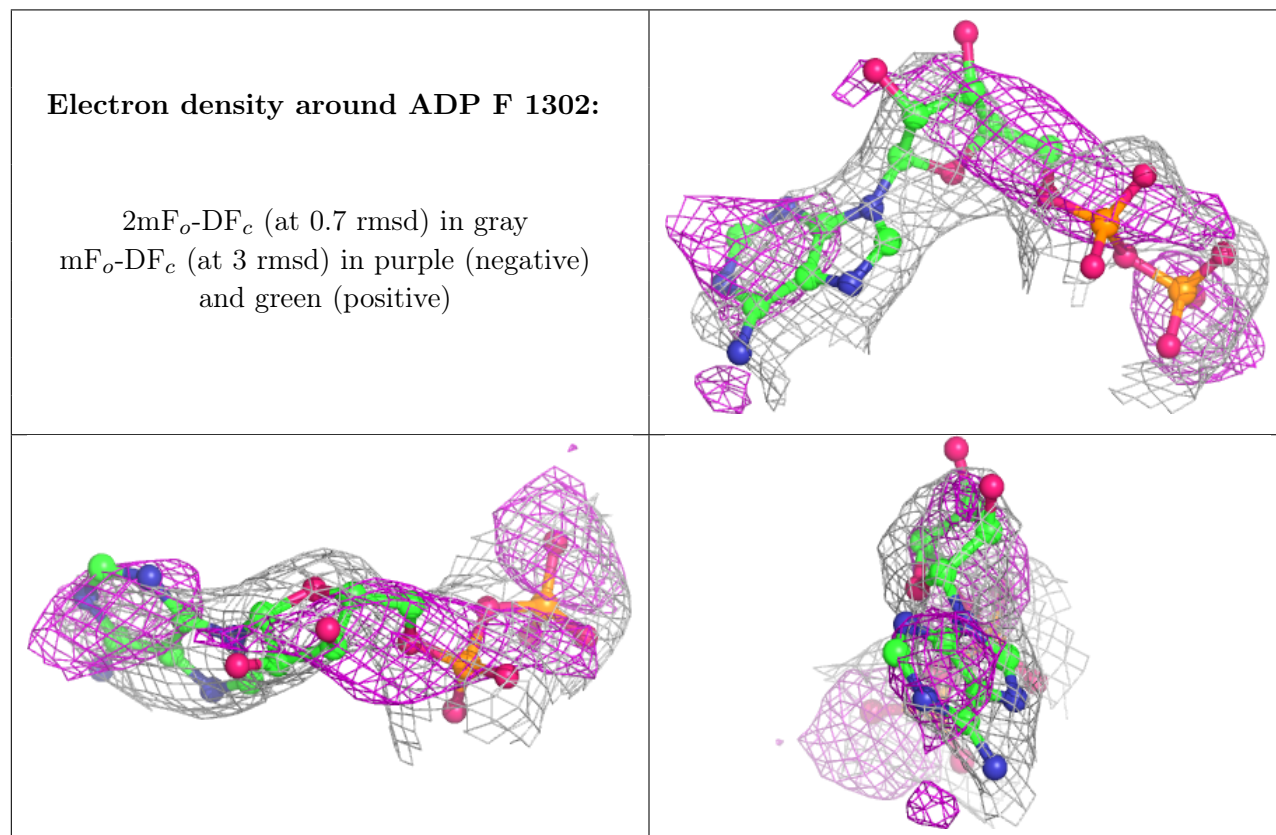 Electron density around ADP F 1302:
2mFo-DFc (at 0.7 rmsd) in gray
mFo-DFc (at 3 rmsd) in purple (negative)
and green (positive)